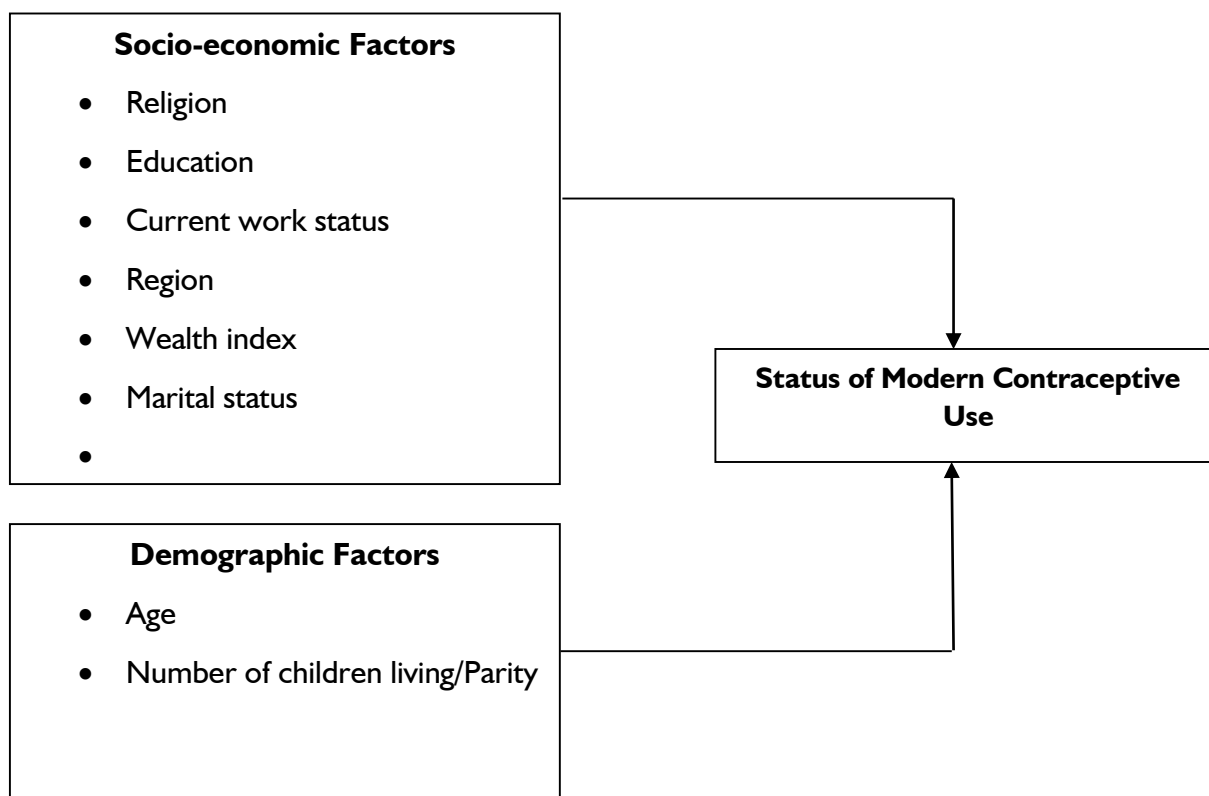 Socio-economic Factors
• Religion
• Education
• Current work status
• Region
• Wealth index
• Marital status
•
Status of Modern Contraceptive
Use
Demographic Factors
• Age
• Number of children living/Parity